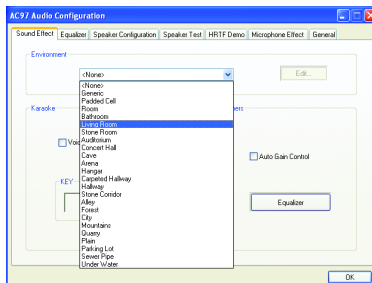 AC97 Audio Configuration
Sound Effect Equalizer Speaker Configuration Speaker Test HRTF Demo Microphone Effect General
Environment
<None>
Edit...
<None>
Generic
Padded Cell
Room
Bathroom
Living Room
Stone Room
Auditorium
Concert Hall
Cave
Arena
Hangar
Carpeted Hallway
Hallway
Stone Corridor
Alley
Forest
City
Mountains
Quarry
Plain
Parking Lot
Sewer Pipe
Under Water
Karaoke
Auto Gain Control
KEY
Equalizer
OK